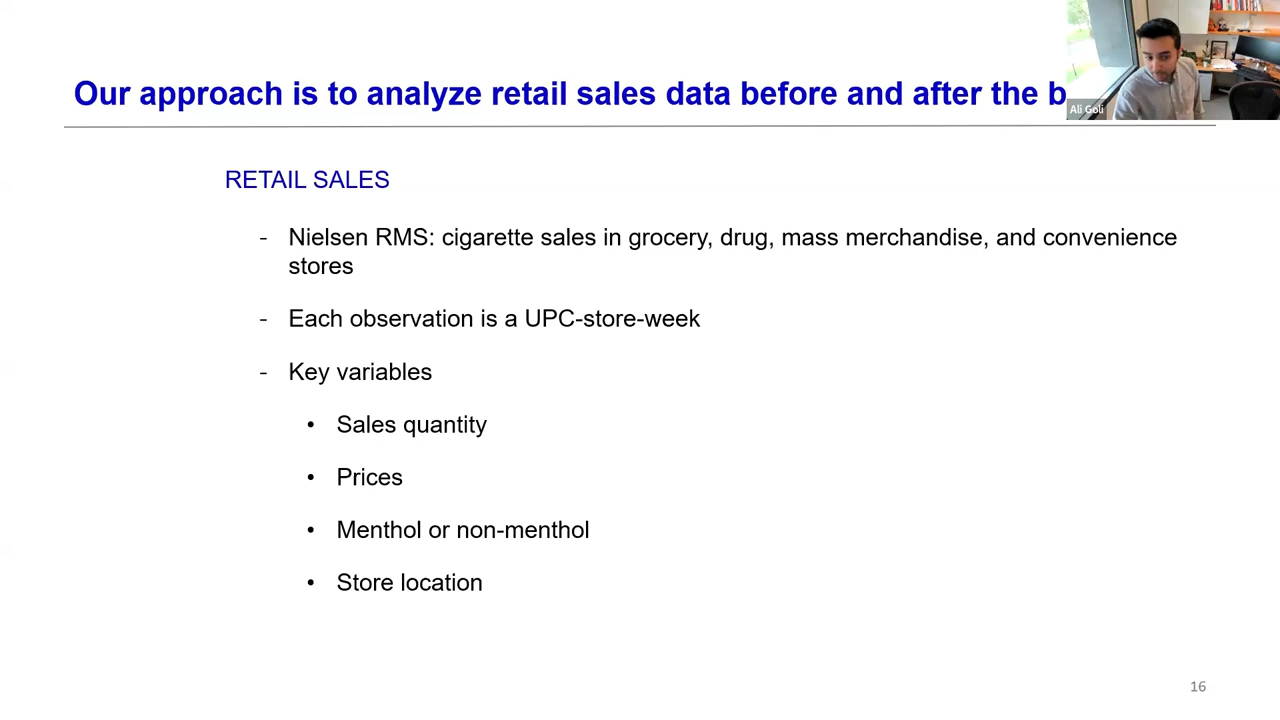 Our approach is to analyze retail sales data before and after the b
Ali Goli
RETAIL SALES
- Nielsen RMS: cigarette sales in grocery, drug, mass merchandise, and convenience
stores
- Each observation is a UPC-store-week
- Key variables
• Sales quantity
• Prices
• Menthol or non-menthol
• Store location
16